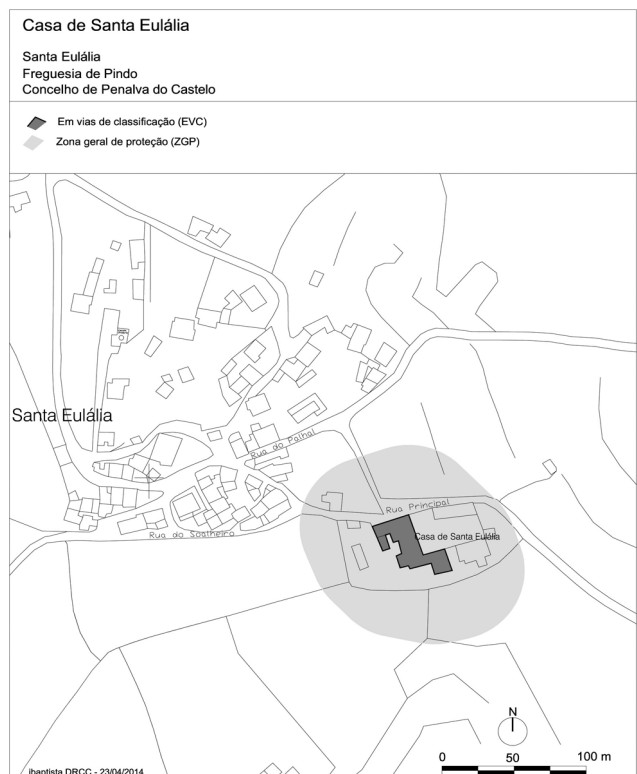 Casa de Santa Eulália
Santa Eulália
Freguesia de Pindo
Concelho de Penalva do Castelo
Em vias de classificação (EVC)
Zona geral de proteção (ZGP)
Santa Eulália
Rua do Palhal
Rua Principal
Rua do Soalheiro
Casa de Santa Eulália
N
0 50 100 m
jbantista DRCC - 23/04/2014